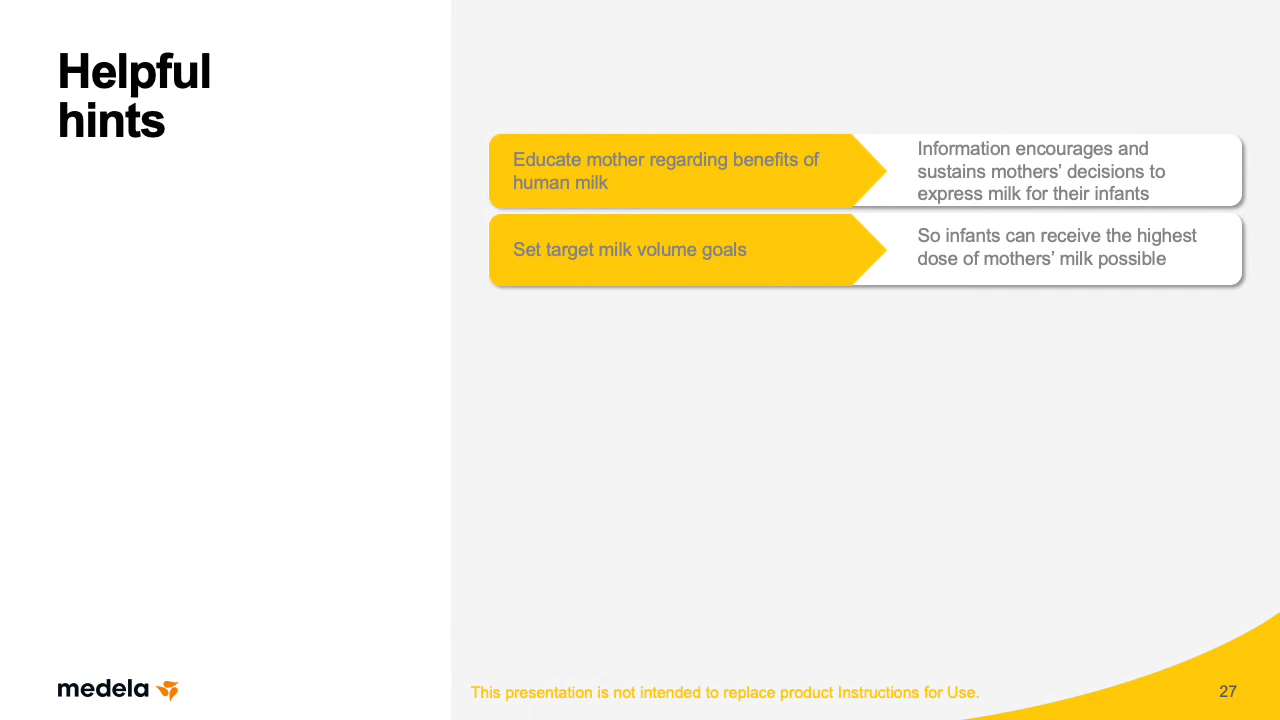 Helpful
hints
Educate mother regarding benefits of
human milk
Information encourages and
sustains mothers’ decisions to
express milk for their infants
Set target milk volume goals
So infants can receive the highest
dose of mothers’ milk possible
medela
This presentation is not intended to replace product Instructions for Use.
27